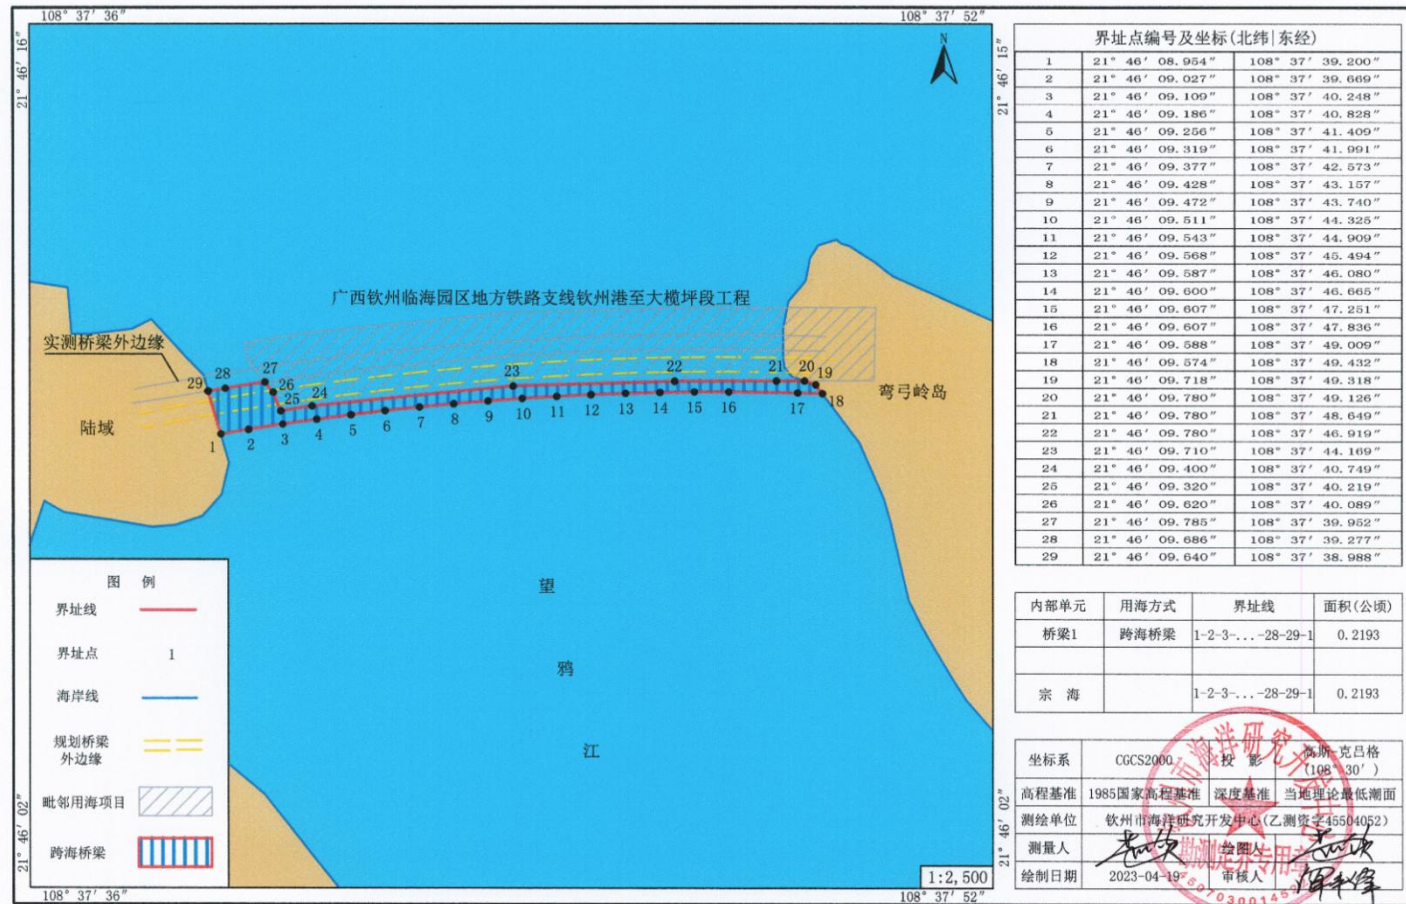 108° 37′ 36″
108° 37′ 52″
21° 46′ 16″
21° 46′ 15″
N
广西钦州临海园区地方铁路支线钦州港至大榄坪段工程
实测桥梁外边缘
陆域
弯弓岭岛
29 28 27 26 25 24 23 22 21 20 19 18
1 2 3 4 5 6 7 8 9 10 11 12 13 14 15 16 17
望
鸦
江
图 例
界址线
界址点 1
海岸线
规划桥梁
外边缘
毗邻用海项目
跨海桥梁
21° 46′ 02″
21° 46′ 02″
1:2,500
108° 37′ 36″
108° 37′ 52″
界址点编号及坐标(北纬|东经)
1 21° 46′ 08.954″ 108° 37′ 39.200″
2 21° 46′ 09.027″ 108° 37′ 39.669″
3 21° 46′ 09.109″ 108° 37′ 40.248″
4 21° 46′ 09.186″ 108° 37′ 40.828″
5 21° 46′ 09.256″ 108° 37′ 41.409″
6 21° 46′ 09.319″ 108° 37′ 41.991″
7 21° 46′ 09.377″ 108° 37′ 42.573″
8 21° 46′ 09.428″ 108° 37′ 43.157″
9 21° 46′ 09.472″ 108° 37′ 43.740″
10 21° 46′ 09.511″ 108° 37′ 44.325″
11 21° 46′ 09.543″ 108° 37′ 44.909″
12 21° 46′ 09.568″ 108° 37′ 45.494″
13 21° 46′ 09.587″ 108° 37′ 46.080″
14 21° 46′ 09.600″ 108° 37′ 46.665″
15 21° 46′ 09.607″ 108° 37′ 47.251″
16 21° 46′ 09.607″ 108° 37′ 47.836″
17 21° 46′ 09.588″ 108° 37′ 49.009″
18 21° 46′ 09.574″ 108° 37′ 49.432″
19 21° 46′ 09.718″ 108° 37′ 49.318″
20 21° 46′ 09.780″ 108° 37′ 49.126″
21 21° 46′ 09.780″ 108° 37′ 48.649″
22 21° 46′ 09.780″ 108° 37′ 46.919″
23 21° 46′ 09.710″ 108° 37′ 44.169″
24 21° 46′ 09.400″ 108° 37′ 40.749″
25 21° 46′ 09.320″ 108° 37′ 40.219″
26 21° 46′ 09.620″ 108° 37′ 40.089″
27 21° 46′ 09.785″ 108° 37′ 39.952″
28 21° 46′ 09.686″ 108° 37′ 39.277″
29 21° 46′ 09.640″ 108° 37′ 38.988″
内部单元 用海方式 界址线 面积(公顷)
桥梁1 跨海桥梁 1-2-3-...-28-29-1 0.2193
宗 海 1-2-3-...-28-29-1 0.2193
坐标系 CGCS2000 投 影 高斯-克吕格
(108° 30′)
高程基准 1985国家高程基准 深度基准 当地理论最低潮面
测绘单位 钦州市海洋研究开发中心(乙测资字45504052)
测量人 绘图人
绘制日期 2023-04-19 审核人
勘测定界专用章